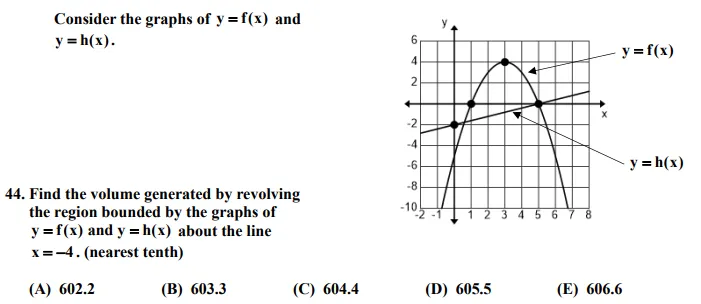 Consider the graphs of y = f(x) and
y = h(x).
y
6
4
2
-2
-4
-6
-8
-10
-2 -1 1 2 3 4 5 6 7 8
x
y = f(x)
y = h(x)
44. Find the volume generated by revolving
the region bounded by the graphs of
y = f(x) and y = h(x) about the line
x = −4. (nearest tenth)
(A) 602.2 (B) 603.3 (C) 604.4 (D) 605.5 (E) 606.6